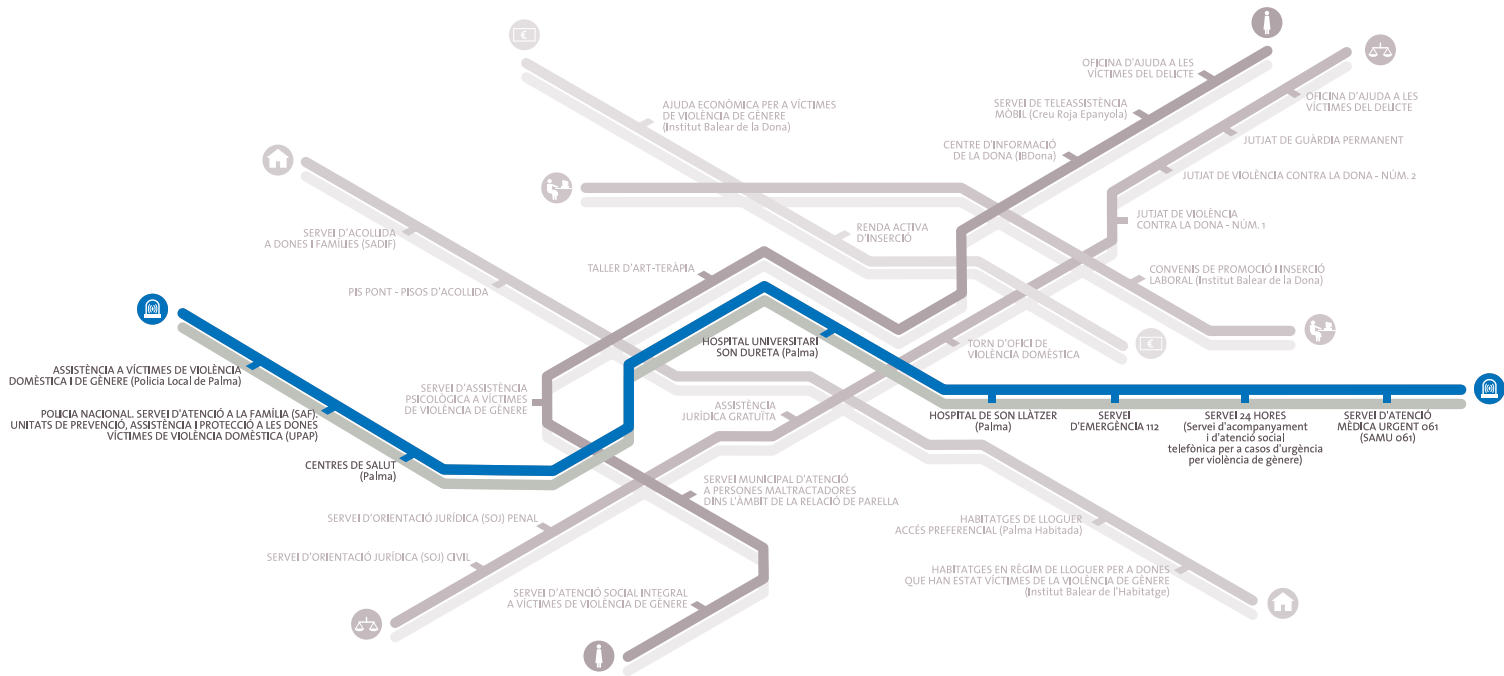 OFICINA D'AJUDA A LES
VÍCTIMES DEL DELICTE
OFICINA D'AJUDA A LES
VÍCTIMES DEL DELICTE
AJUDA ECONÒMICA PER A VÍCTIMES
DE VIOLÈNCIA DE GÈNERE
(Institut Balear de la Dona)
SERVEI DE TELEASSISTÈNCIA
MÒBIL (Creu Roja Epanyola)
JUTJAT DE GUÀRDIA PERMANENT
CENTRE D'INFORMACIÓ
DE LA DONA (IBDona)
JUTJAT DE VIOLÈNCIA CONTRA LA DONA - NÚM. 2
JUTJAT DE VIOLÈNCIA
CONTRA LA DONA - NÚM. 1
SERVEI D'ACOLLIDA
A DONES I FAMÍLIES (SADIF)
RENDA ACTIVA
D'INSERCIÓ
TALLER D'ART-TERÀPIA
CONVENIS DE PROMOCIÓ I INSERCIÓ
LABORAL (Institut Balear de la Dona)
PIS PONT - PISOS D'ACOLLIDA
HOSPITAL UNIVERSITARI
SON DURETA (Palma)
TORN D'OFICI DE
VIOLÈNCIA DOMÈSTICA
ASSISTÈNCIA A VÍCTIMES DE VIOLÈNCIA
DOMÈSTICA I DE GÈNERE (Policia Local de Palma)
SERVEI D'ASSISTÈNCIA
PSICOLÒGICA A VÍCTIMES
DE VIOLÈNCIA DE GÈNERE
ASSISTÈNCIA
JURÍDICA GRATUÏTA
POLICIA NACIONAL. SERVEI D'ATENCIÓ A LA FAMÍLIA (SAF).
UNITATS DE PREVENCIÓ, ASSISTÈNCIA I PROTECCIÓ A LES DONES
VÍCTIMES DE VIOLÈNCIA DOMÈSTICA (UPAP)
HOSPITAL DE SON LLÀTZER
(Palma)
SERVEI
D'EMERGÈNCIA 112
SERVEI 24 HORES
(Servei d'acompanyament
i d'atenció social
telefònica per a casos d'urgència
per violència de gènere)
SERVEI D'ATENCIÓ
MÈDICA URGENT 061
(SAMU 061)
CENTRES DE SALUT
(Palma)
SERVEI MUNICIPAL D'ATENCIÓ
A PERSONES MALTRACTADORES
DINS L'ÀMBIT DE LA RELACIÓ DE PARELLA
SERVEI D'ORIENTACIÓ JURÍDICA (SOJ) PENAL
HABITATGES DE LLOGUER
ACCÉS PREFERENCIAL (Palma Habitada)
SERVEI D'ORIENTACIÓ JURÍDICA (SOJ) CIVIL
HABITATGES EN RÈGIM DE LLOGUER PER A DONES
QUE HAN ESTAT VÍCTIMES DE LA VIOLÈNCIA DE GÈNERE
(Institut Balear de l'Habitatge)
SERVEI D'ATENCIÓ SOCIAL INTEGRAL
A VÍCTIMES DE VIOLÈNCIA DE GÈNERE